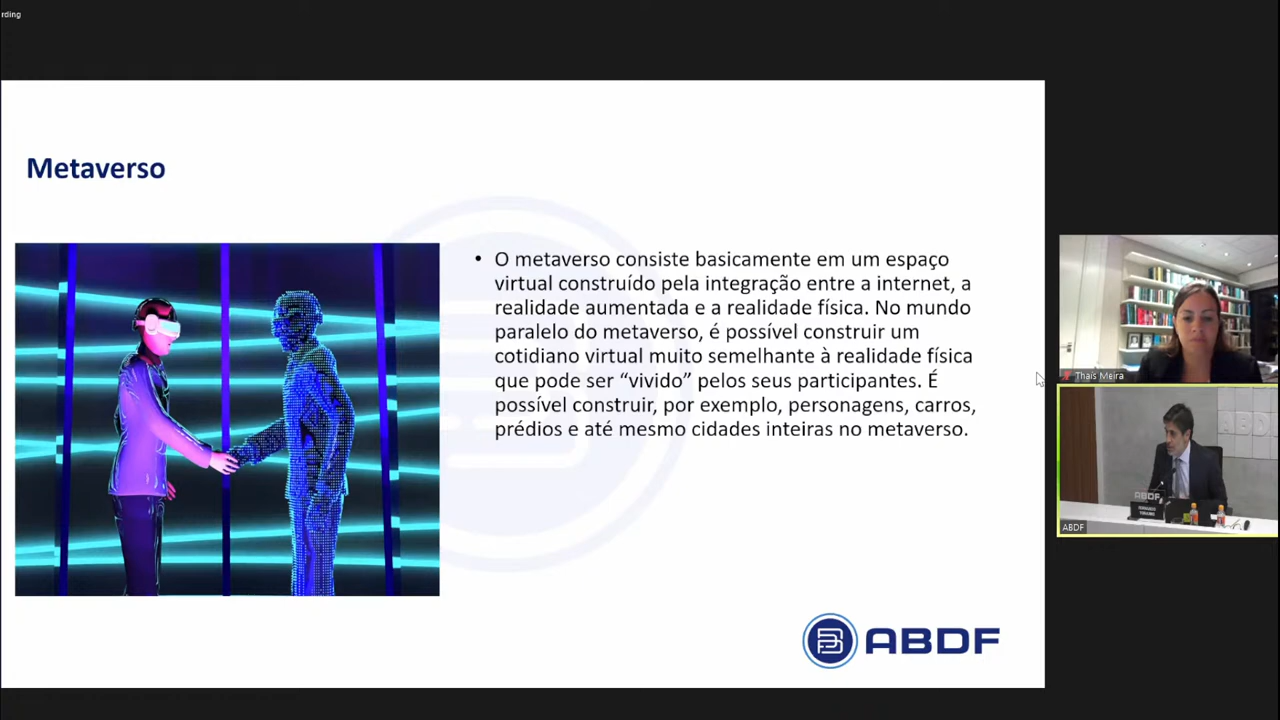 rding
Metaverso
• O metaverso consiste basicamente em um espaço
virtual construído pela integração entre a internet, a
realidade aumentada e a realidade física. No mundo
paralelo do metaverso, é possível construir um
cotidiano virtual muito semelhante à realidade física
que pode ser “vivido” pelos seus participantes. É
possível construir, por exemplo, personagens, carros,
prédios e até mesmo cidades inteiras no metaverso.
Thais Meira
ABDF
ABDF
ABDF